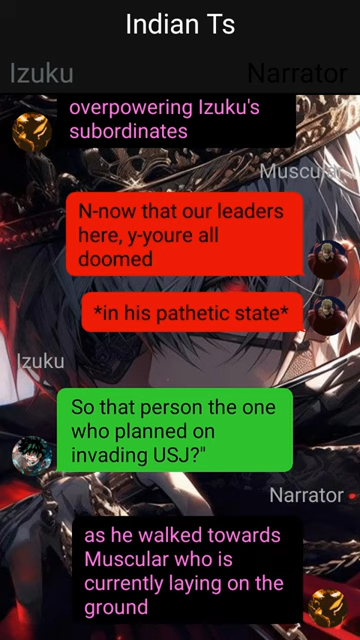 Indian Ts
Izuku
Narrator
overpowering Izuku's
subordinates
Muscular
N-now that our leaders
here, y-youre all
doomed
*in his pathetic state*
Izuku
So that person the one
who planned on
invading USJ?"
Narrator
as he walked towards
Muscular who is
currently laying on the
ground